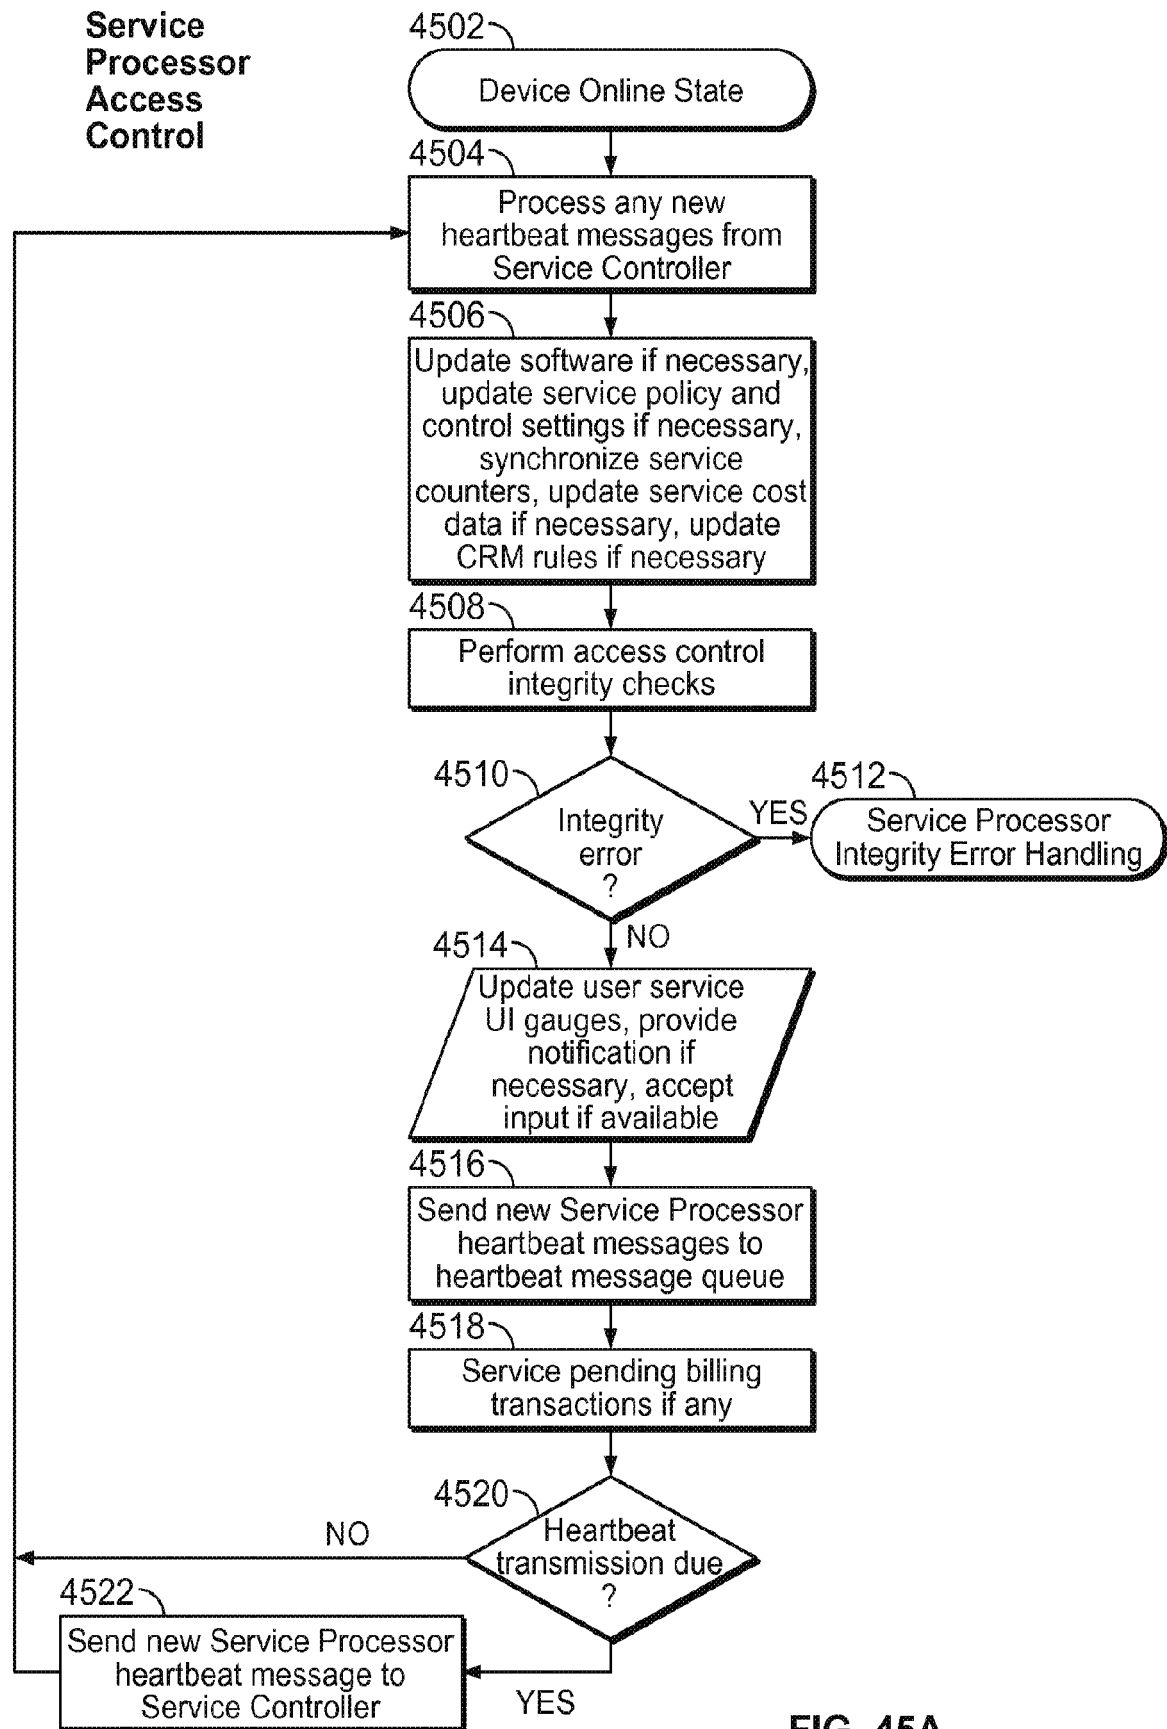 Service
Processor
Access
Control
4502
Device Online State
4504
Process any new
heartbeat messages from
Service Controller
4506
Update software if necessary,
update service policy and
control settings if necessary,
synchronize service
counters, update service cost
data if necessary, update
CRM rules if necessary
4508
Perform access control
integrity checks
4510
Integrity
error
?
YES
4512
Service Processor
Integrity Error Handling
NO
4514
Update user service
UI gauges, provide
notification if
necessary, accept
input if available
4516
Send new Service Processor
heartbeat messages to
heartbeat message queue
4518
Service pending billing
transactions if any
4520
Heartbeat
transmission due
?
NO
4522
Send new Service Processor
heartbeat message to
Service Controller
YES
FIG. 45A